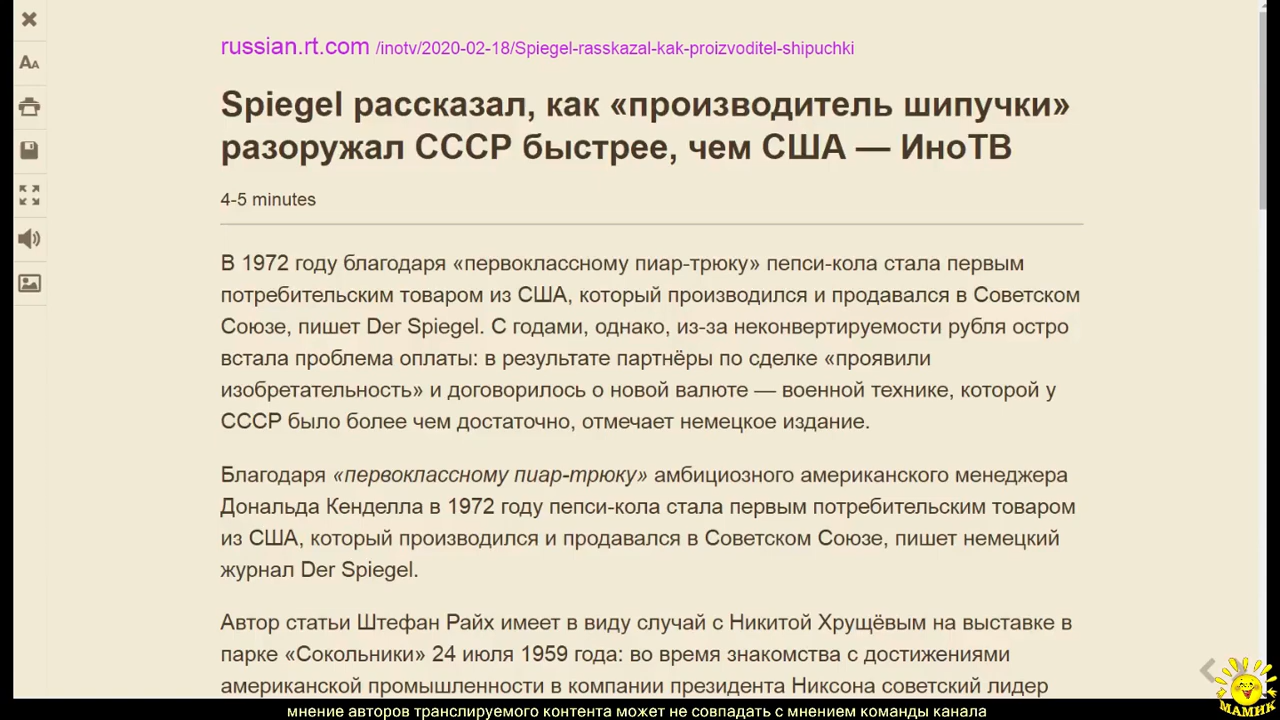 russian.rt.com /inotv/2020-02-18/Spiegel-rasskazal-kak-proizvoditel-shipuchki
Spiegel рассказал, как «производитель шипучки»
разоружал СССР быстрее, чем США — ИноТВ
4-5 minutes
В 1972 году благодаря «первоклассному пиар-трюку» пепси-кола стала первым
потребительским товаром из США, который производился и продавался в Советском
Союзе, пишет Der Spiegel. С годами, однако, из-за неконвертируемости рубля остро
встала проблема оплаты: в результате партнёры по сделке «проявили
изобретательность» и договорилось о новой валюте — военной технике, которой у
СССР было более чем достаточно, отмечает немецкое издание.
Благодаря «первоклассному пиар-трюку» амбициозного американского менеджера
Дональда Кенделла в 1972 году пепси-кола стала первым потребительским товаром
из США, который производился и продавался в Советском Союзе, пишет немецкий
журнал Der Spiegel.
Автор статьи Штефан Райх имеет в виду случай с Никитой Хрущёвым на выставке в
парке «Сокольники» 24 июля 1959 года: во время знакомства с достижениями
американской промышленности в компании президента Никсона советский лидер
МАМИК
мнение авторов транслируемого контента может не совпадать с мнением команды канала